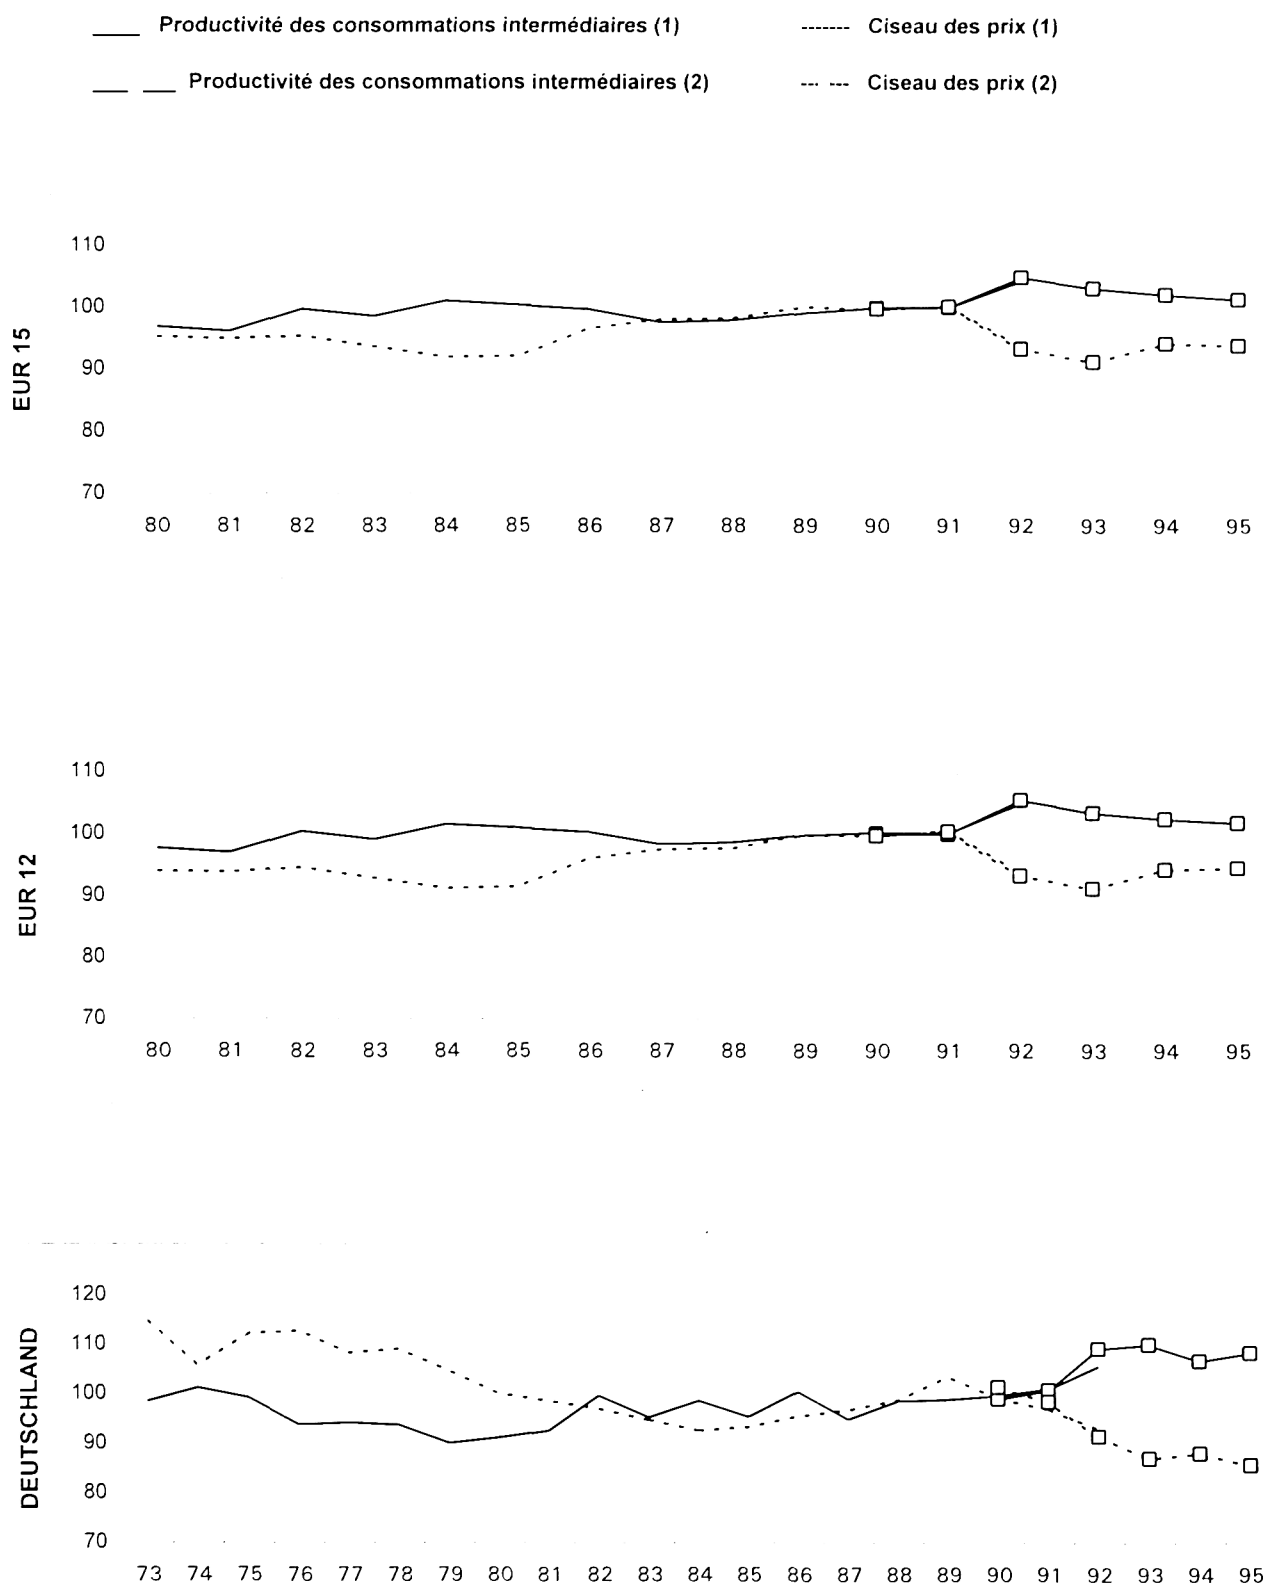 Productivité des consommations intermédiaires (1) Ciseau des prix (1)
Productivité des consommations intermédiaires (2) Ciseau des prix (2)
EUR 15
110
100
90
80
70
80 81 82 83 84 85 86 87 88 89 90 91 92 93 94 95
EUR 12
110
100
90
80
70
80 81 82 83 84 85 86 87 88 89 90 91 92 93 94 95
DEUTSCHLAND
120
110
100
90
80
70
73 74 75 76 77 78 79 80 81 82 83 84 85 86 87 88 89 90 91 92 93 94 95